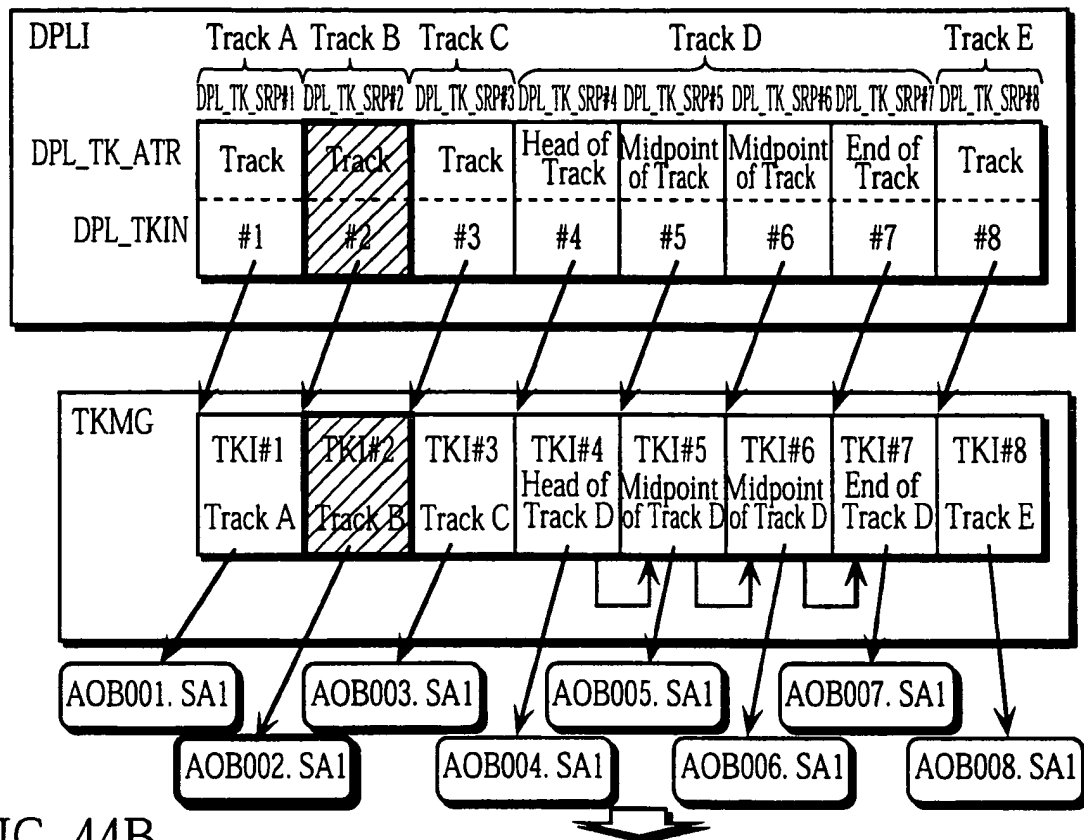 DPLI Track A Track B Track C Track D Track E
DPL_TK_SRP#1 DPL_TK_SRP#2 DPL_TK_SRP#3 DPL_TK_SRP#4 DPL_TK_SRP#5 DPL_TK_SRP#6 DPL_TK_SRP#7 DPL_TK_SRP#8
DPL_TK_ATR Track Track Track Head of Track Midpoint of Track Midpoint of Track End of Track Track
DPL_TKIN #1 #2 #3 #4 #5 #6 #7 #8
TKMG
TKI#1 TKI#2 TKI#3 TKI#4 TKI#5 TKI#6 TKI#7 TKI#8
Track A Track B Track C Head of Track D Midpoint of Track D Midpoint of Track D End of Track D Track E
AOB001. SA1 AOB003. SA1 AOB005. SA1 AOB007. SA1
AOB002. SA1 AOB004. SA1 AOB006. SA1 AOB008. SA1
44B